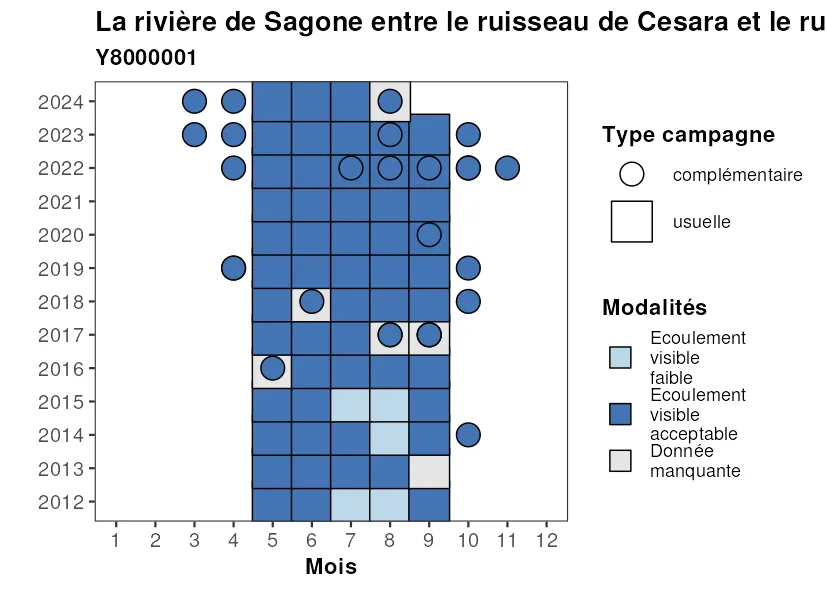 La rivière de Sagone entre le ruisseau de Cesara et le ru
Y8000001
2024
2023
2022
2021
2020
2019
2018
2017
2016
2015
2014
2013
2012
1 2 3 4 5 6 7 8 9 10 11 12
Mois
Type campagne
complémentaire
usuelle
Modalités
Ecoulement
visible
faible
Ecoulement
visible
acceptable
Donnée
manquante